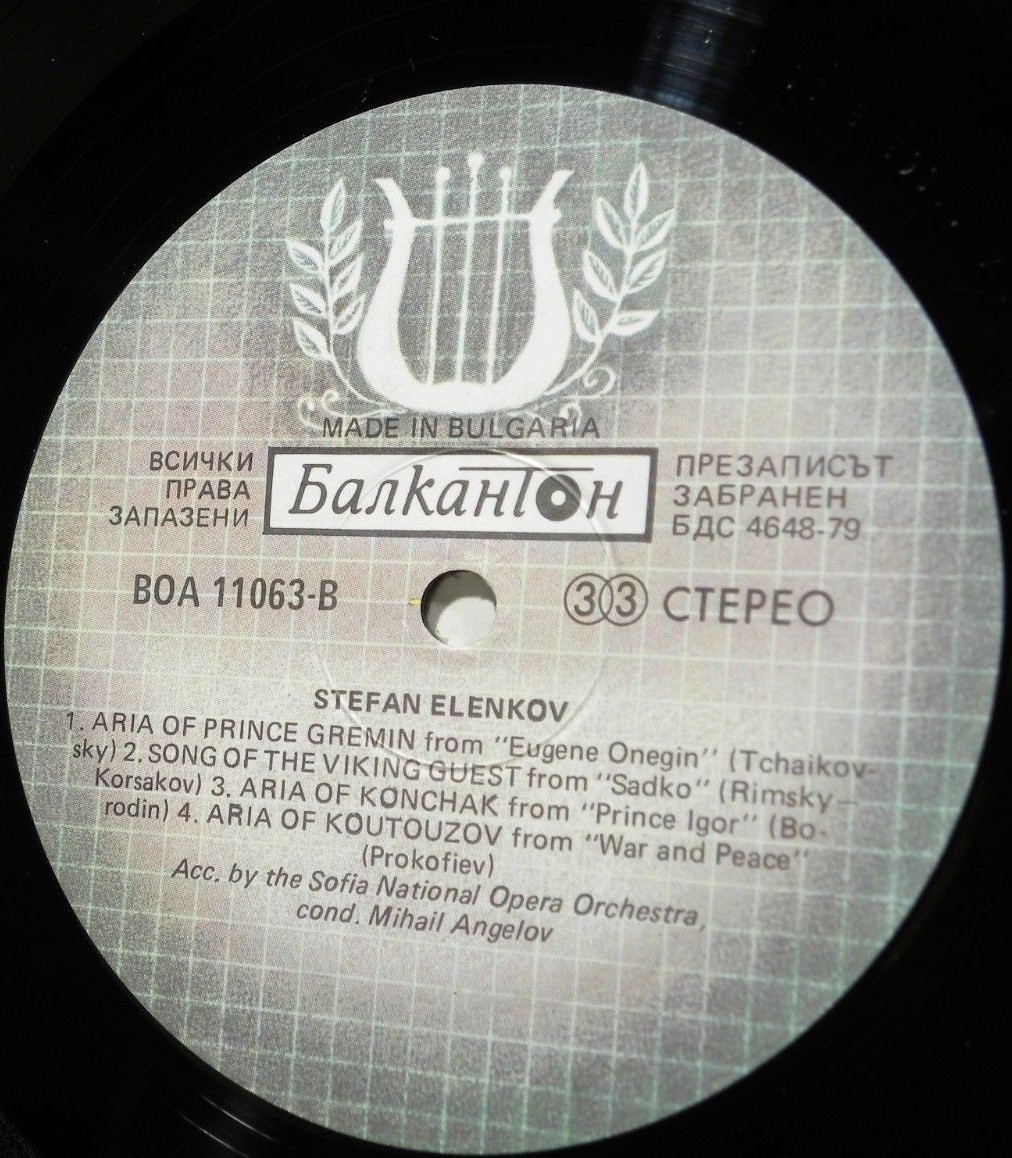 MADE IN BULGARIA
ВСИЧКИ
ПРАВА
ЗАПАЗЕНИ
Балкантон
ПРЕЗАПИСЪТ
ЗАБРАНЕН
БДС 4648-79
ВОА 11063-В
33 СТЕРЕО
STEFAN ELENKOV
1. ARIA OF PRINCE GREMIN from "Eugene Onegin" (Tchaikov-
sky) 2. SONG OF THE VIKING GUEST from "Sadko" (Rimsky—
Korsakov) 3. ARIA OF KONCHAK from "Prince Igor" (Bo-
rodin) 4. ARIA OF KOUTOUZOV from "War and Peace"
(Prokofiev)
Acc. by the Sofia National Opera Orchestra,
cond. Mihail Angelov